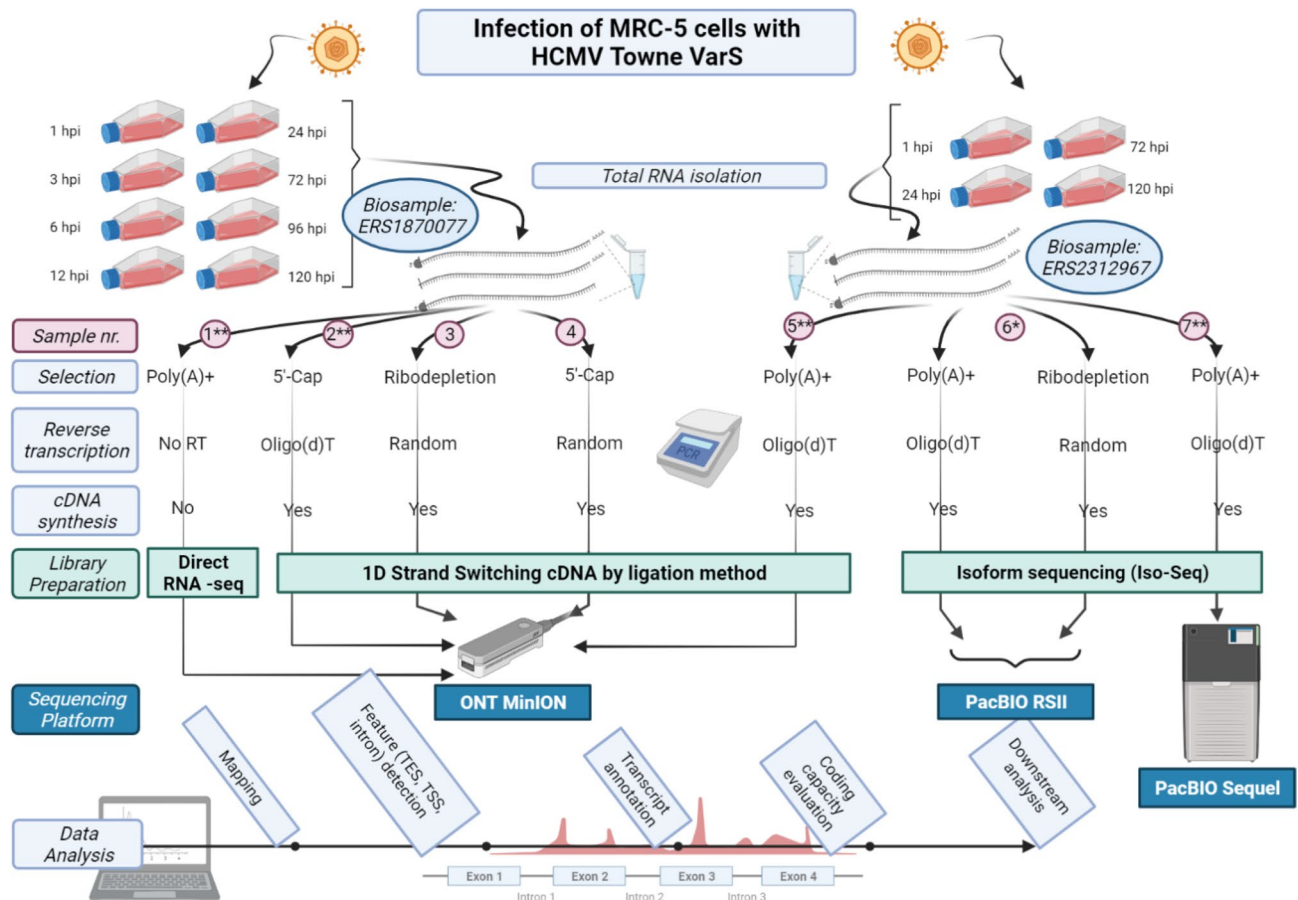 Infection of MRC-5 cells with
HCMV Towne VarS
1 hpi
24 hpi
3 hpi
72 hpi
6 hpi
96 hpi
12 hpi
120 hpi
Biosample:
ERS1870077
Total RNA isolation
1 hpi
72 hpi
24 hpi
120 hpi
Biosample:
ERS2312967
Sample nr.
1**
2**
3
4
5**
6*
7**
Selection
Poly(A)+
5'-Cap
Ribodepletion
5'-Cap
Poly(A)+
Poly(A)+
Ribodepletion
Poly(A)+
Reverse
transcription
No RT
Oligo(d)T
Random
Random
PCR
Oligo(d)T
Oligo(d)T
Random
Oligo(d)T
cDNA
synthesis
No
Yes
Yes
Yes
Yes
Yes
Yes
Yes
Library
Preparation
Direct
RNA -seq
1D Strand Switching cDNA by ligation method
Isoform sequencing (Iso-Seq)
Sequencing
Platform
ONT MinION
PacBIO RSII
PacBIO Sequel
Data
Analysis
Mapping
Feature (TES, TSS,
intron) detection
Transcript
annotation
Coding
capacity
evaluation
Downstream
analysis
Exon 1
Exon 2
Exon 3
Exon 4
Intron 1
Intron 2
Intron 3